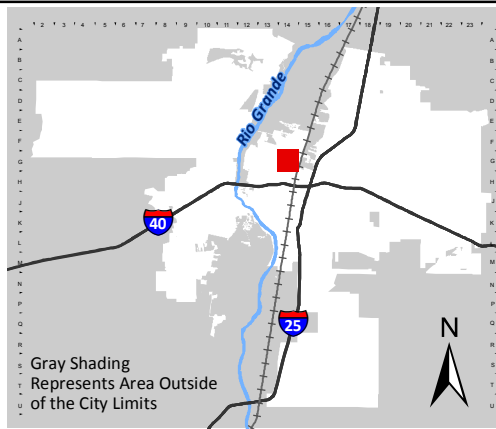 2 3 4 5 6 7 8 9 10 11 12 13 14 15 16 17 18 19 20 21 22 23
A A
B B
C C
D D
E E
F F
G G
H H
J J
K K
L L
M M
N N
P P
Q Q
R R
S S
T T
U U
Rio Grande
40
25
N
Gray Shading
Represents Area Outside
of the City Limits